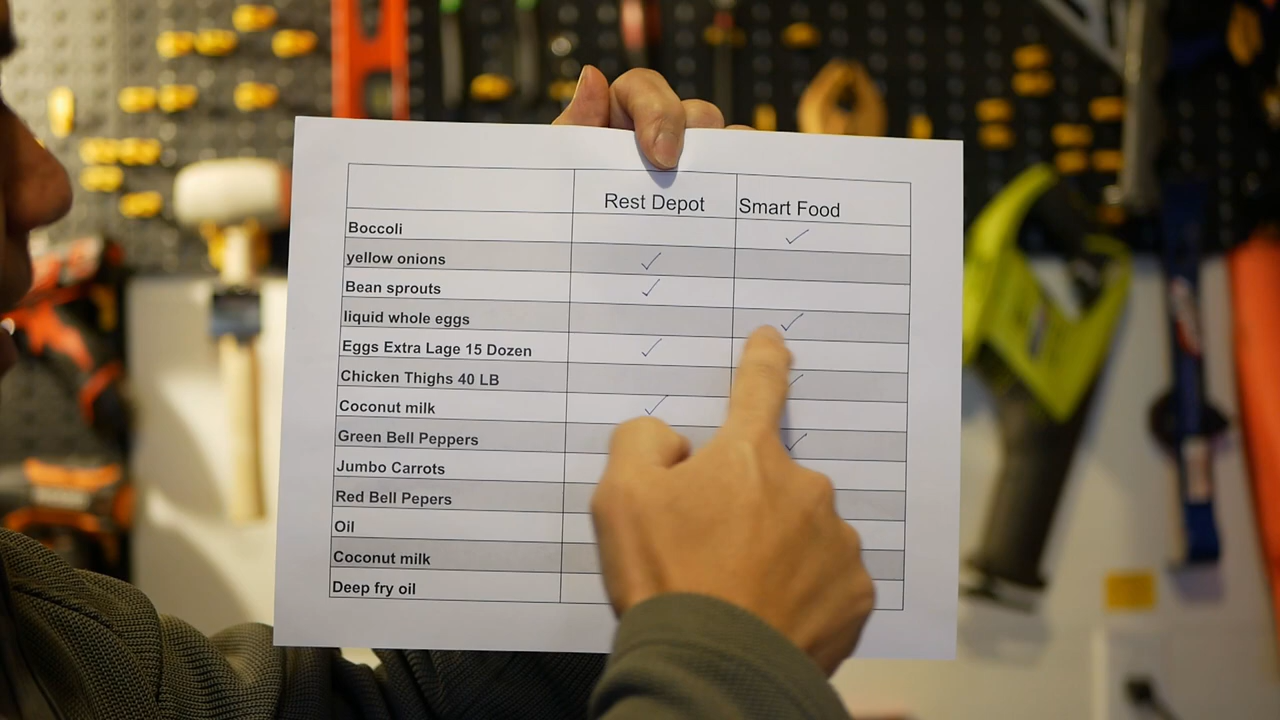 Rest Depot Smart Food
Boccoli ✓
yellow onions ✓
Bean sprouts ✓
liquid whole eggs ✓
Eggs Extra Lage 15 Dozen ✓
Chicken Thighs 40 LB ✓
Coconut milk ✓
Green Bell Peppers ✓
Jumbo Carrots
Red Bell Pepers
Oil
Coconut milk
Deep fry oil